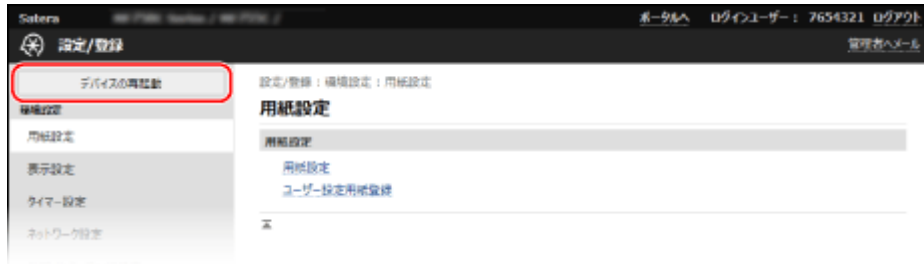 Satera
ポータルへ ログインユーザー： 7654321 ログアウト
設定/登録
管理者へメール
デバイスの再起動
設定/登録：環境設定：用紙設定
環境設定
用紙設定
用紙設定
用紙設定
表示設定
用紙設定
ユーザー設定用紙登録
タイマー設定
ネットワーク設定